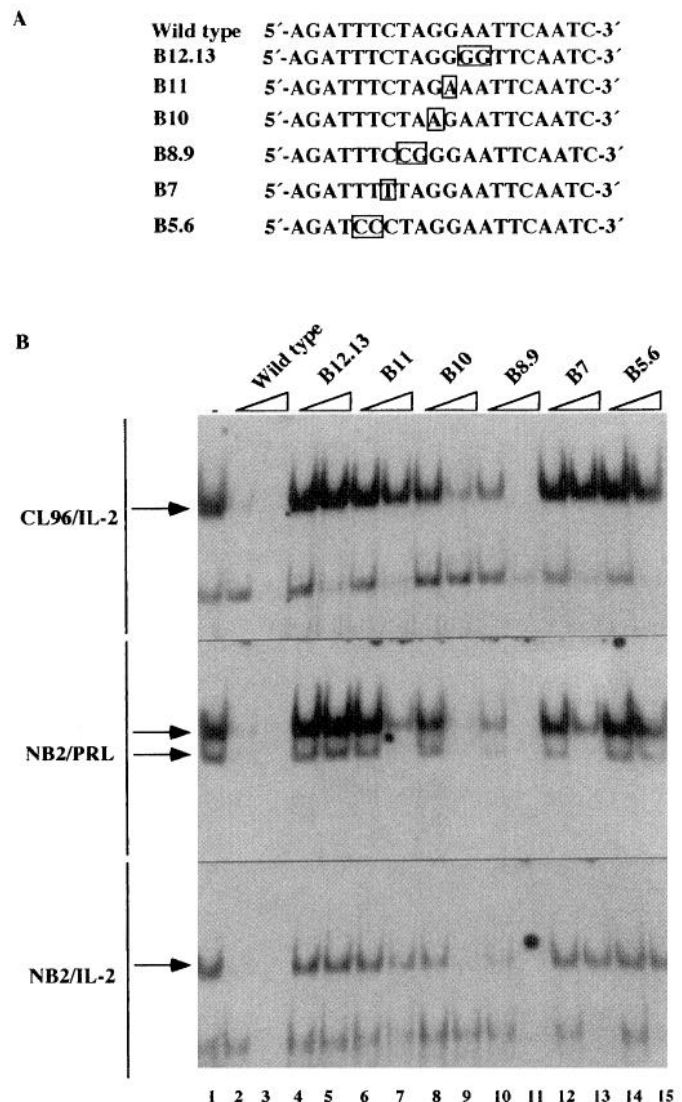 A
Wild type 5´-AGATTTCTAGGAATTCAATC-3´
B12.13 5´-AGATTTCTAGGGGTTCAATC-3´
B11 5´-AGATTTCTAGAAATTCAATC-3´
B10 5´-AGATTTCTAAGAATTCAATC-3´
B8.9 5´-AGATTTCCGGGAATTCAATC-3´
B7 5´-AGATTTTTAGGAATTCAATC-3´
B5.6 5´-AGATCCCTAGGAATTCAATC-3´
B
- Wild type B12.13 B11 B10 B8.9 B7 B5.6
CL96/IL-2
NB2/PRL
NB2/IL-2
1 2 3 4 5 6 7 8 9 10 11 12 13 14 15